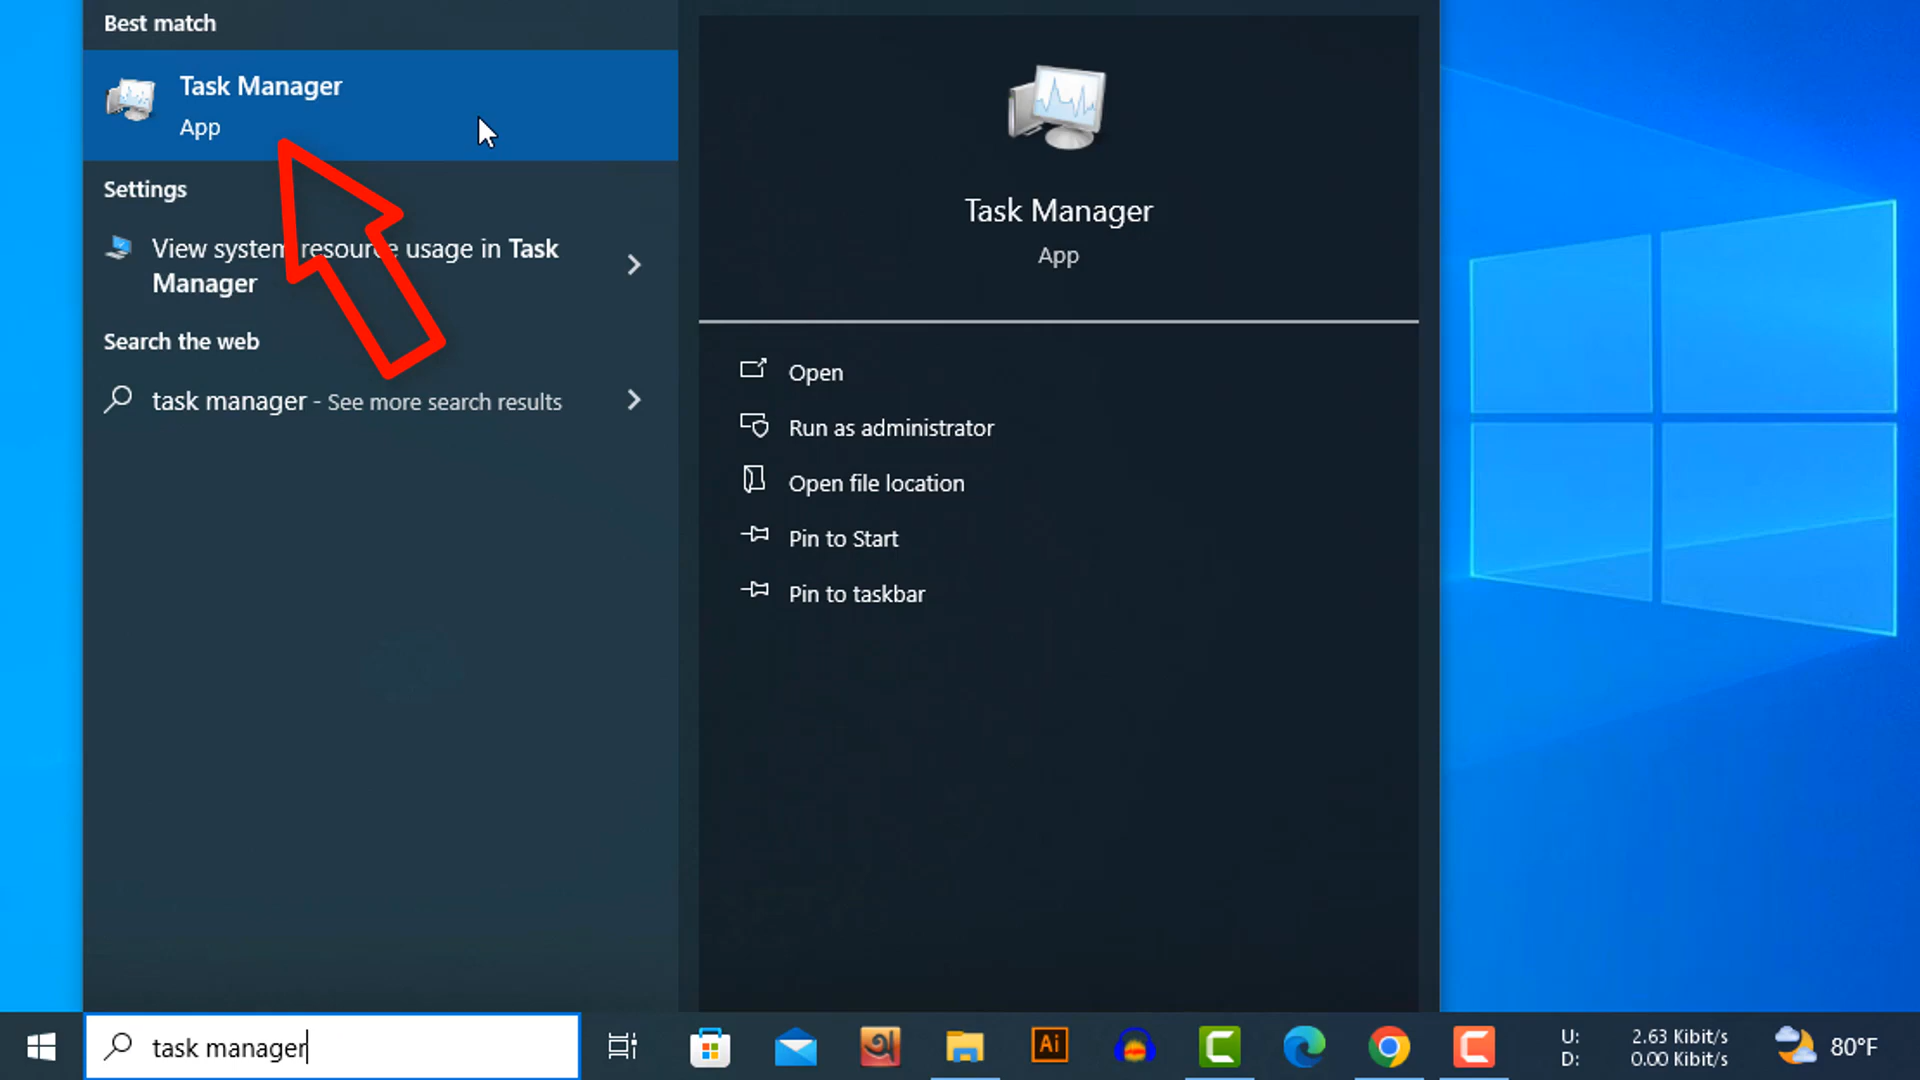 Best match
Task Manager
App
Settings
View system resource usage in Task
Manager
Search the web
task manager - See more search results
Task Manager
App
Open
Run as administrator
Open file location
Pin to Start
Pin to taskbar
task manager
Ai
U: 2.63 Kibit/s
D: 0.00 Kibit/s
80°F